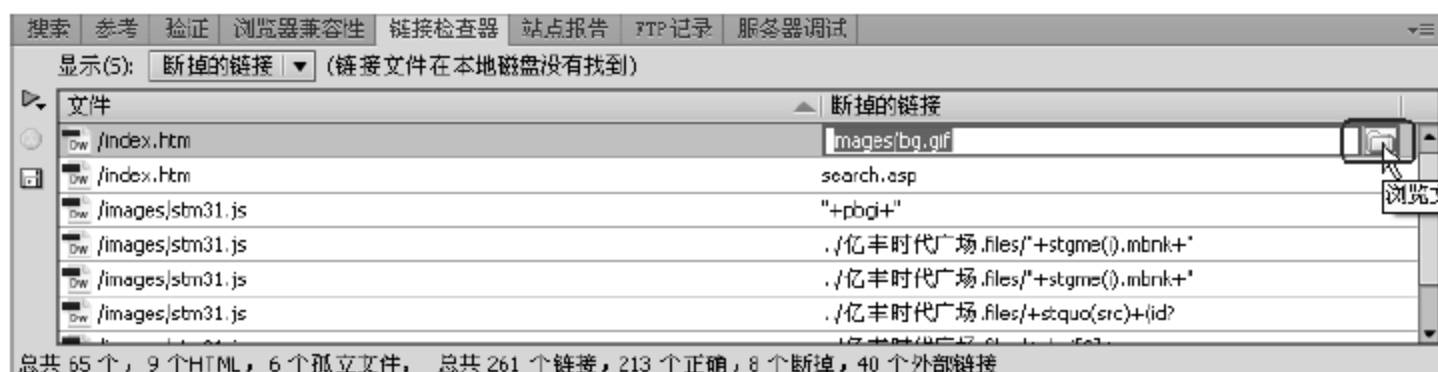 搜索 参考 验证 浏览器兼容性 链接检查器 站点报告 FTP记录 服务器调试
显示(S): 断掉的链接 (链接文件在本地磁盘没有找到)
文件 断掉的链接
/index.htm images/bg.gif
/index.htm search.asp
浏览文
/images/stm31.js "+pbgi+"
/images/stm31.js ../亿丰时代广场.files/"+stgme(i).mbnk+"
/images/stm31.js ../亿丰时代广场.files/"+stgme(i).mbnk+"
/images/stm31.js ../亿丰时代广场.files/+stquo(src)+(id?
总共 65 个, 9 个HTML, 6 个孤立文件, 总共 261 个链接, 213 个正确, 8 个断掉, 40 个外部链接